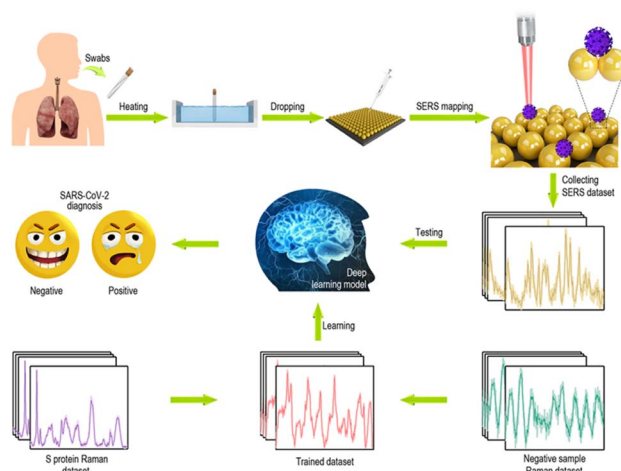 Swabs
Heating
Dropping
SERS mapping
Collecting
SERS dataset
SARS-CoV-2
diagnosis
Testing
Deep
learning model
Negative
Positive
Learning
S protein Raman
dataset
Trained dataset
Negative sample
Raman dataset